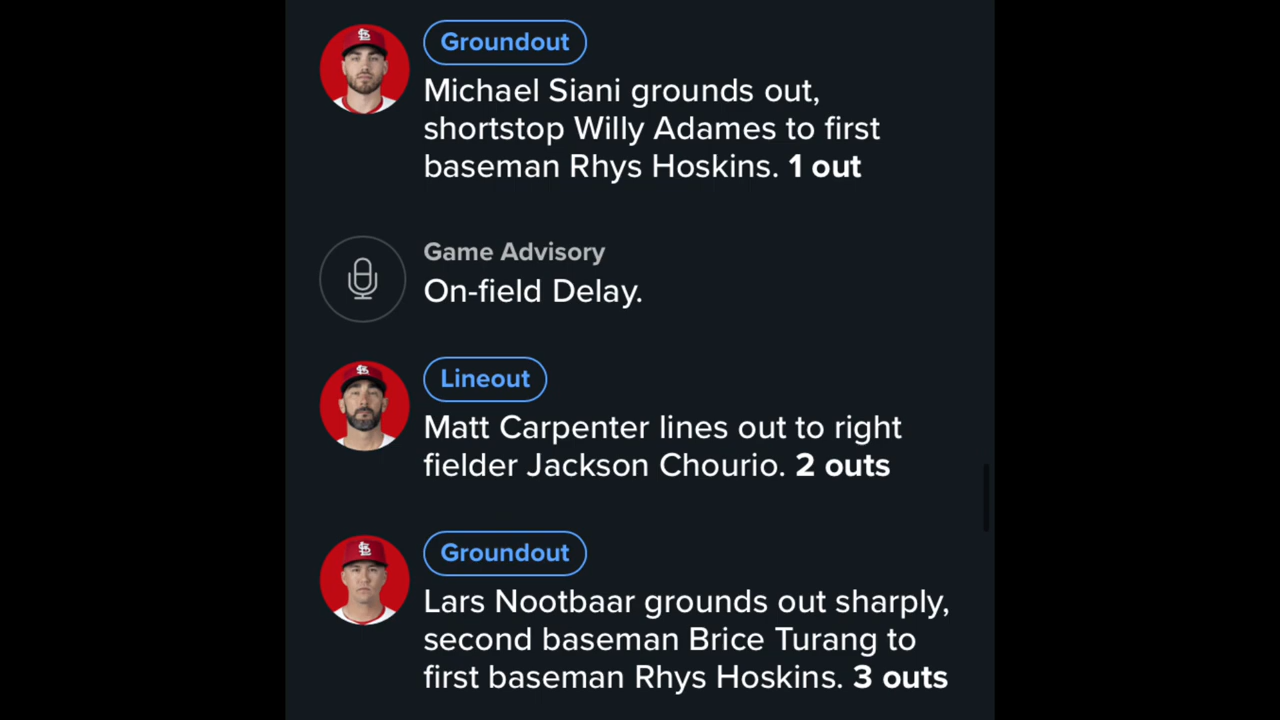 Groundout
Michael Siani grounds out,
shortstop Willy Adames to first
baseman Rhys Hoskins. 1 out
Game Advisory
On-field Delay.
Lineout
Matt Carpenter lines out to right
fielder Jackson Chourio. 2 outs
Groundout
Lars Nootbaar grounds out sharply,
second baseman Brice Turang to
first baseman Rhys Hoskins. 3 outs